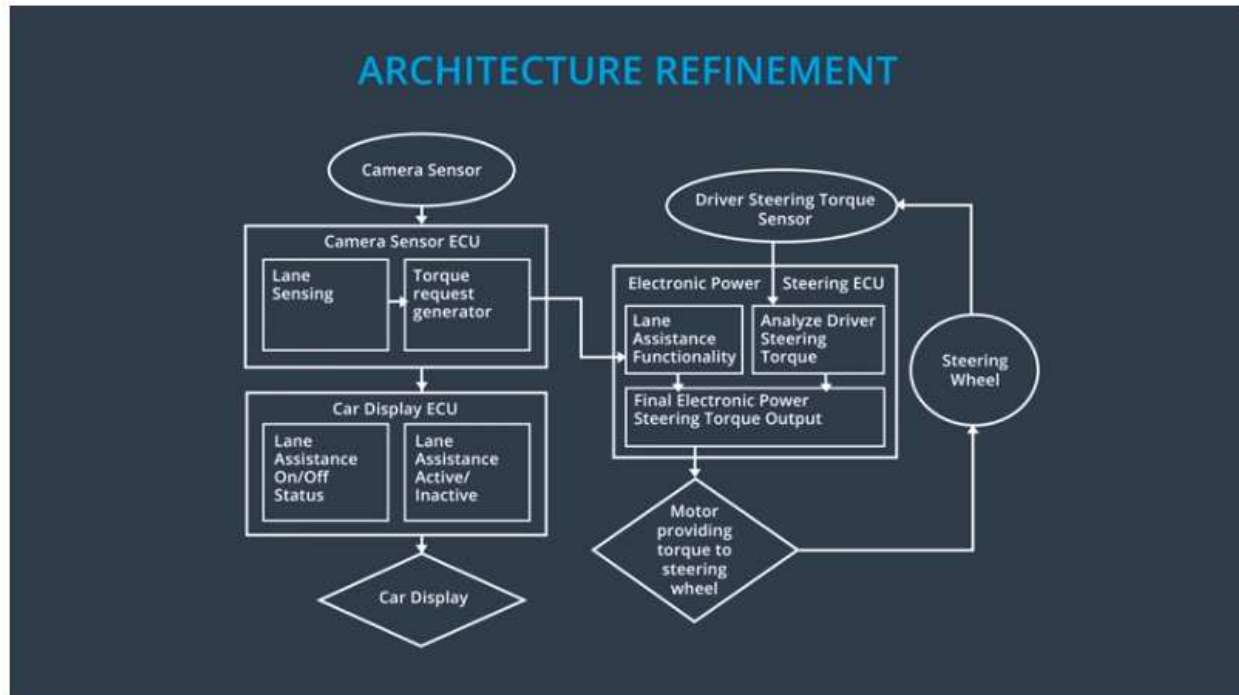 ARCHITECTURE REFINEMENT
Camera Sensor
Camera Sensor ECU
Lane
Sensing
Torque
request
generator
Car Display ECU
Lane
Assistance
On/Off
Status
Lane
Assistance
Active/
Inactive
Car Display
Driver Steering Torque
Sensor
Electronic Power Steering ECU
Lane
Assistance
Functionality
Analyze Driver
Steering
Torque
Final Electronic Power
Steering Torque Output
Motor
providing
torque to
steering
wheel
Steering
Wheel